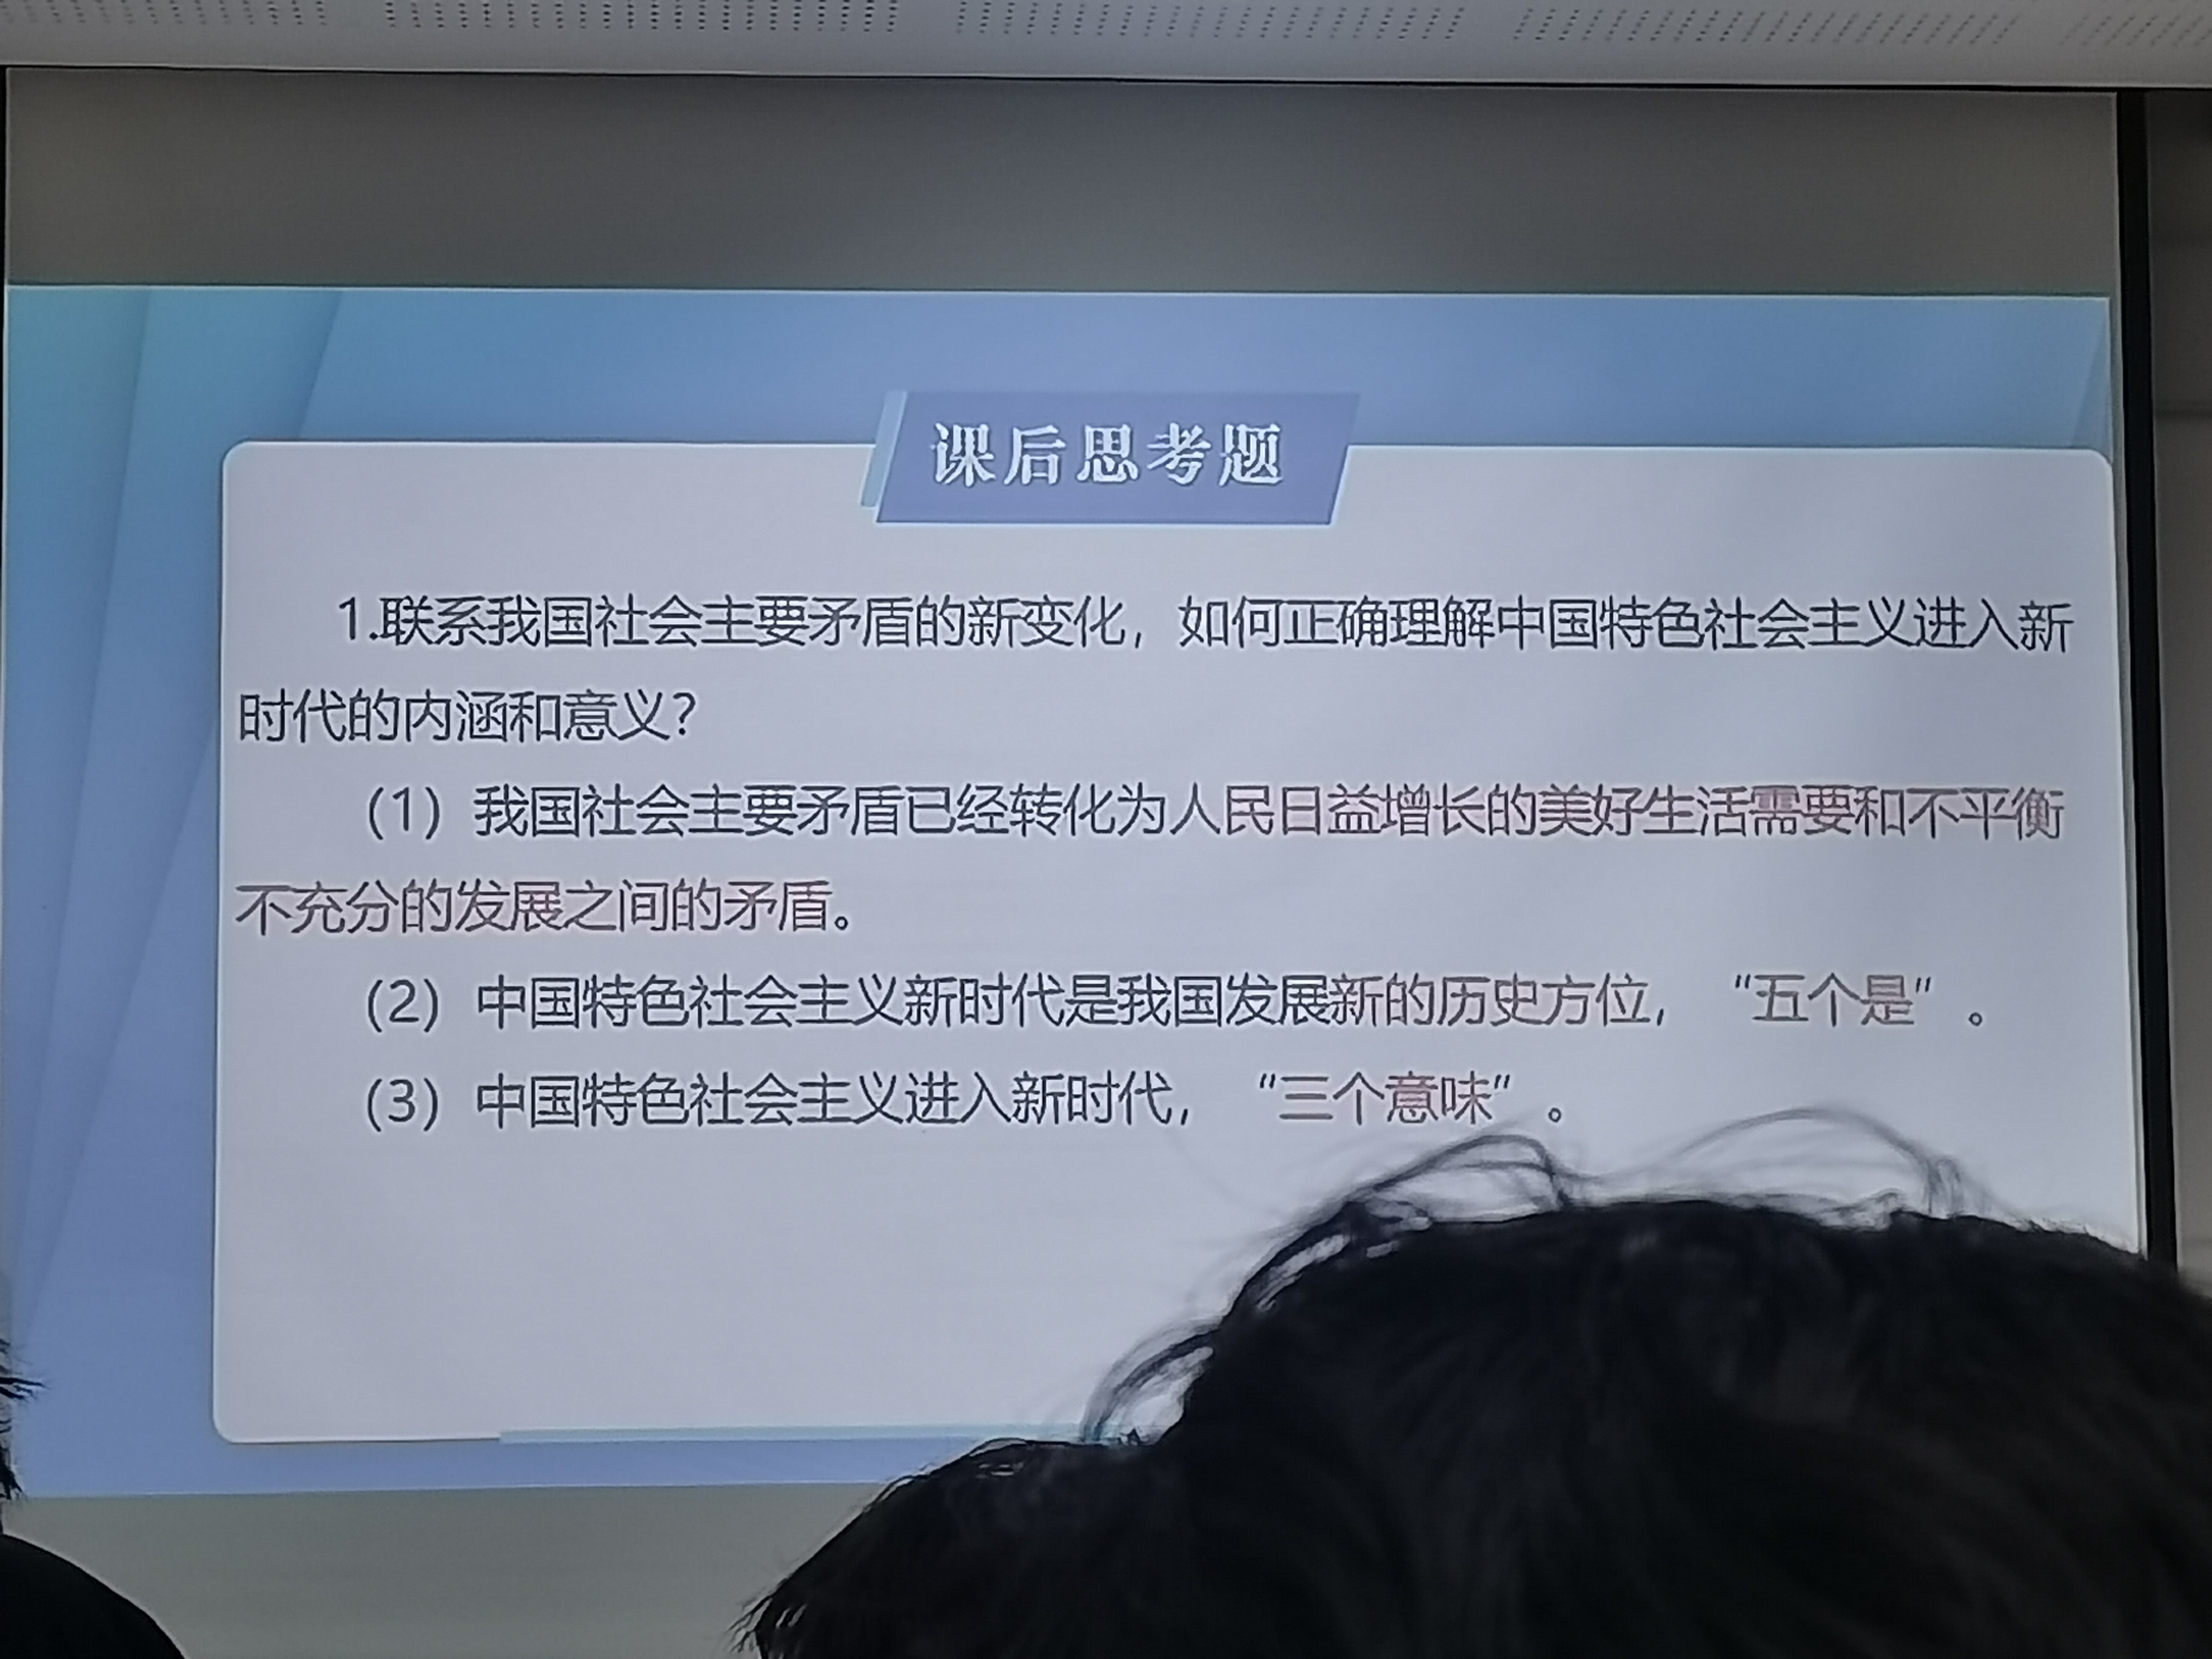 课后思考题
1.联系我国社会主要矛盾的新变化，如何正确理解中国特色社会主义进入新
时代的内涵和意义？
（1）我国社会主要矛盾已经转化为人民日益增长的美好生活需要和不平衡
不充分的发展之间的矛盾。
（2）中国特色社会主义新时代是我国发展新的历史方位，“五个是”。
（3）中国特色社会主义进入新时代，“三个意味”。